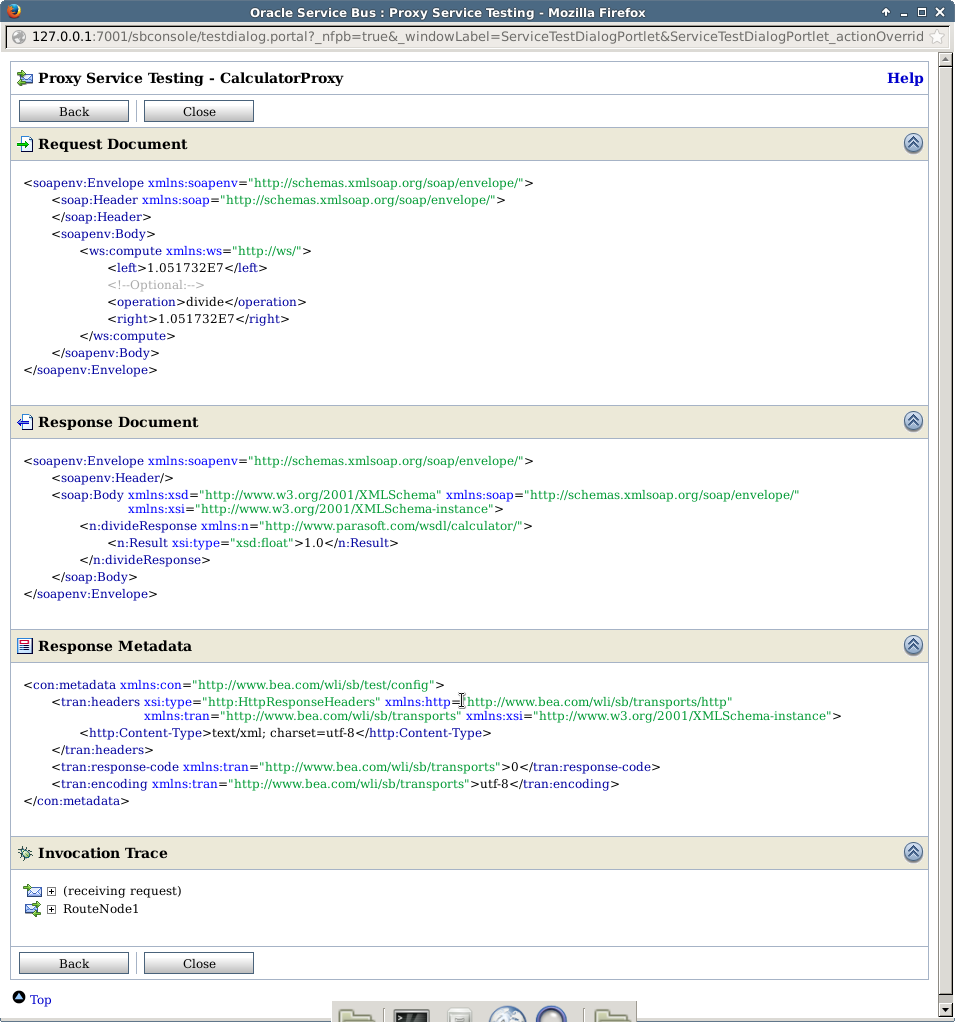 Oracle Service Bus : Proxy Service Testing - Mozilla Firefox
127.0.0.1:7001/sbconsole/testdialog.portal?_nfpb=true&_windowLabel=ServiceTestDialogPortlet&ServiceTestDialogPortlet_actionOverrid
Proxy Service Testing - CalculatorProxy Help
Back Close
Request Document
<soapenv:Envelope xmlns:soapenv="http://schemas.xmlsoap.org/soap/envelope/">
<soap:Header xmlns:soap="http://schemas.xmlsoap.org/soap/envelope/">
</soap:Header>
<soapenv:Body>
<ws:compute xmlns:ws="http://ws/">
<left>1.051732E7</left>
<!--Optional:-->
<operation>divide</operation>
<right>1.051732E7</right>
</ws:compute>
</soapenv:Body>
</soapenv:Envelope>
Response Document
<soapenv:Envelope xmlns:soapenv="http://schemas.xmlsoap.org/soap/envelope/">
<soapenv:Header/>
<soap:Body xmlns:xsd="http://www.w3.org/2001/XMLSchema" xmlns:soap="http://schemas.xmlsoap.org/soap/envelope/"
xmlns:xsi="http://www.w3.org/2001/XMLSchema-instance">
<n:divideResponse xmlns:n="http://www.parasoft.com/wsdl/calculator/">
<n:Result xsi:type="xsd:float">1.0</n:Result>
</n:divideResponse>
</soap:Body>
</soapenv:Envelope>
Response Metadata
<con:metadata xmlns:con="http://www.bea.com/wli/sb/test/config">
<tran:headers xsi:type="http:HttpResponseHeaders" xmlns:http="http://www.bea.com/wli/sb/transports/http"
xmlns:tran="http://www.bea.com/wli/sb/transports" xmlns:xsi="http://www.w3.org/2001/XMLSchema-instance">
<http:Content-Type>text/xml; charset=utf-8</http:Content-Type>
</tran:headers>
<tran:response-code xmlns:tran="http://www.bea.com/wli/sb/transports">0</tran:response-code>
<tran:encoding xmlns:tran="http://www.bea.com/wli/sb/transports">utf-8</tran:encoding>
</con:metadata>
Invocation Trace
(receiving request)
RouteNode1
Back Close
Top